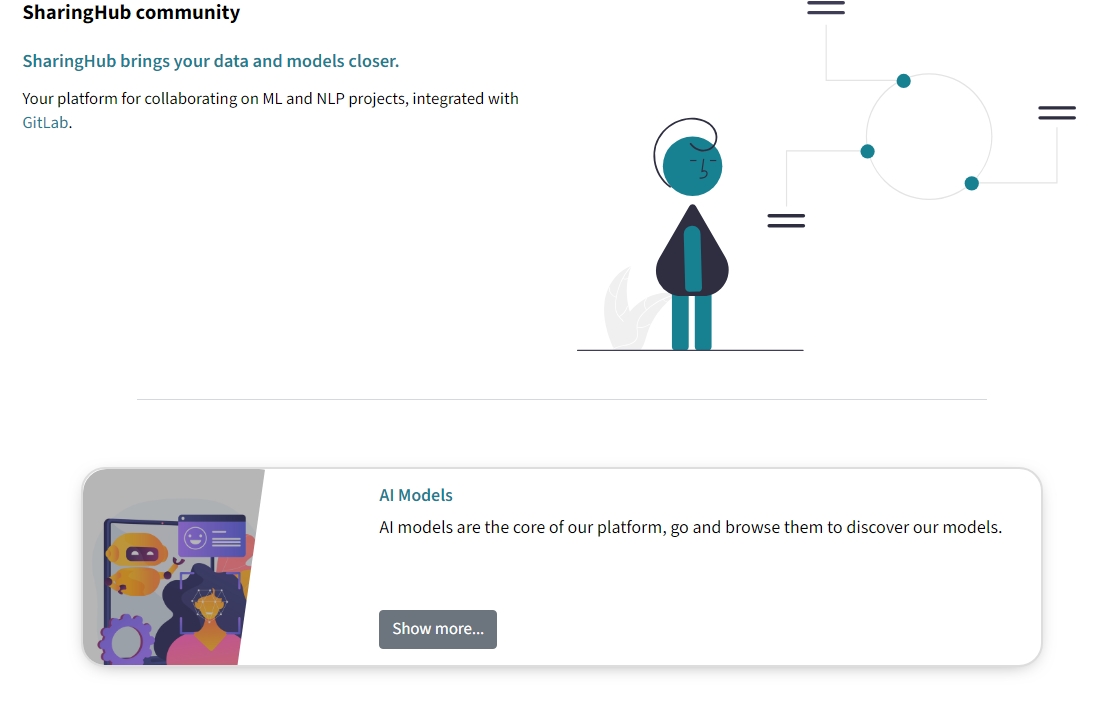 SharingHub community
SharingHub brings your data and models closer.
Your platform for collaborating on ML and NLP projects, integrated with
GitLab.
AI Models
AI models are the core of our platform, go and browse them to discover our models.
Show more...